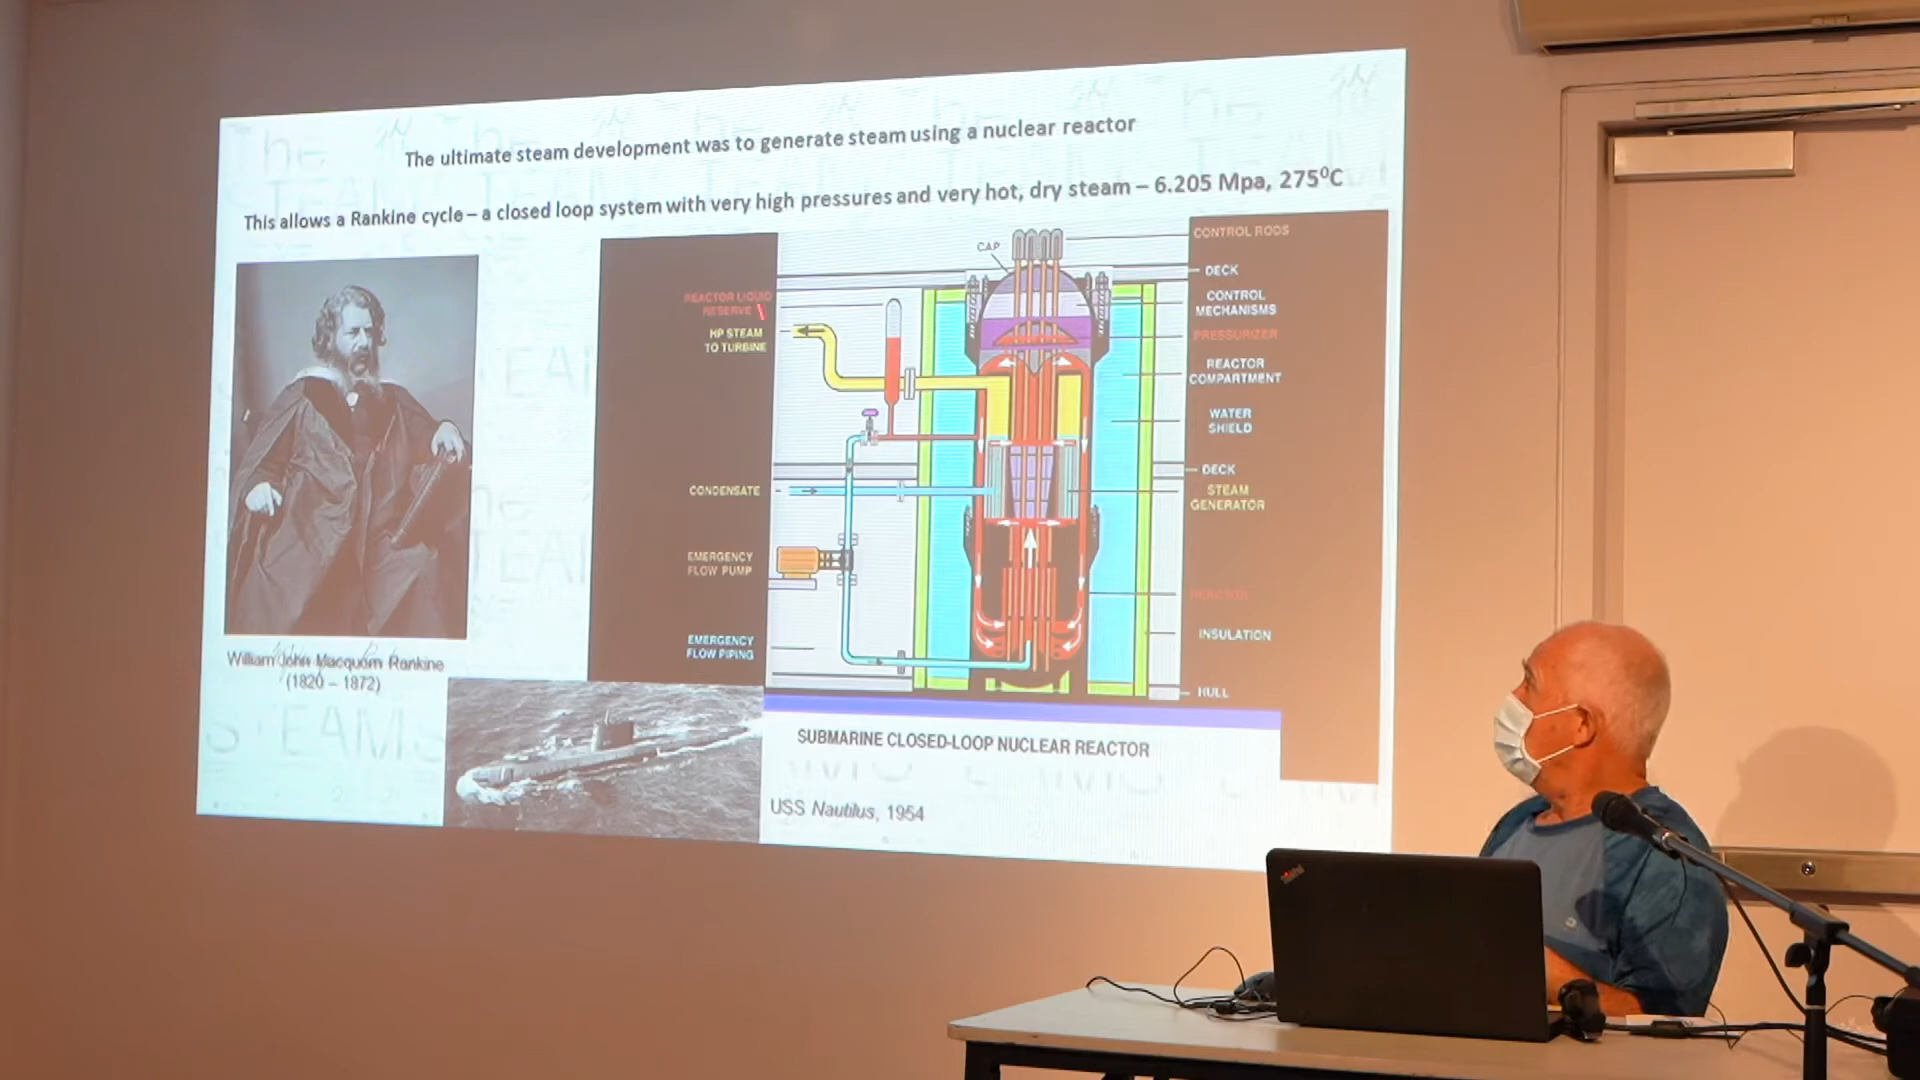 The ultimate steam development was to generate steam using a nuclear reactor
This allows a Rankine cycle – a closed loop system with very high pressures and very hot, dry steam – 6.205 Mpa, 275⁰C
William John Macquorn Rankine
(1820 – 1872)
REACTOR LIQUID
RESERVE
HP STEAM
TO TURBINE
CONDENSATE
EMERGENCY
FLOW PUMP
EMERGENCY
FLOW PIPING
CAP
CONTROL RODS
DECK
CONTROL
MECHANISMS
PRESSURIZER
REACTOR
COMPARTMENT
WATER
SHIELD
DECK
STEAM
GENERATOR
REACTOR
INSULATION
HULL
SUBMARINE CLOSED-LOOP NUCLEAR REACTOR
USS Nautilus, 1954
ThinkPad